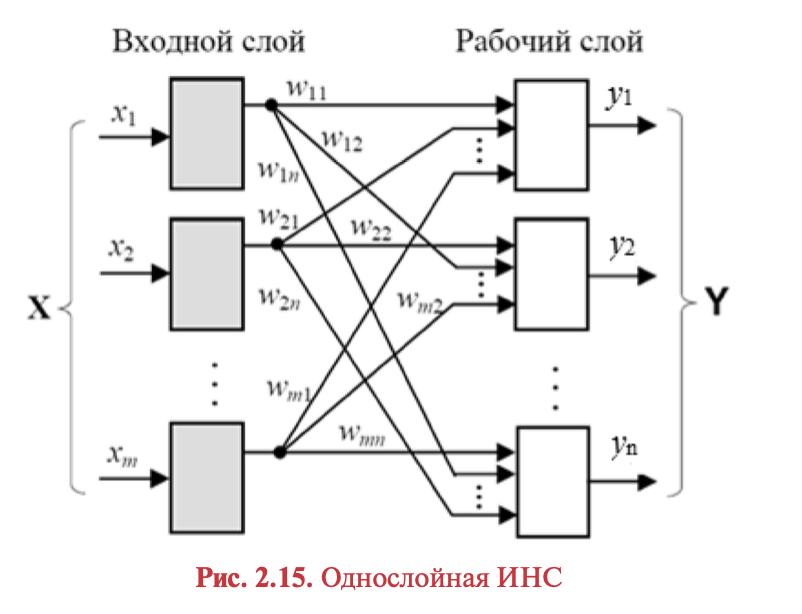 Входной слой
Рабочий слой
x1
w11
y1
w12
w1n
w21
x2
w22
y2
X
w2n
wm2
Y
wm1
xm
wmn
yn
Рис. 2.15. Однослойная ИНС